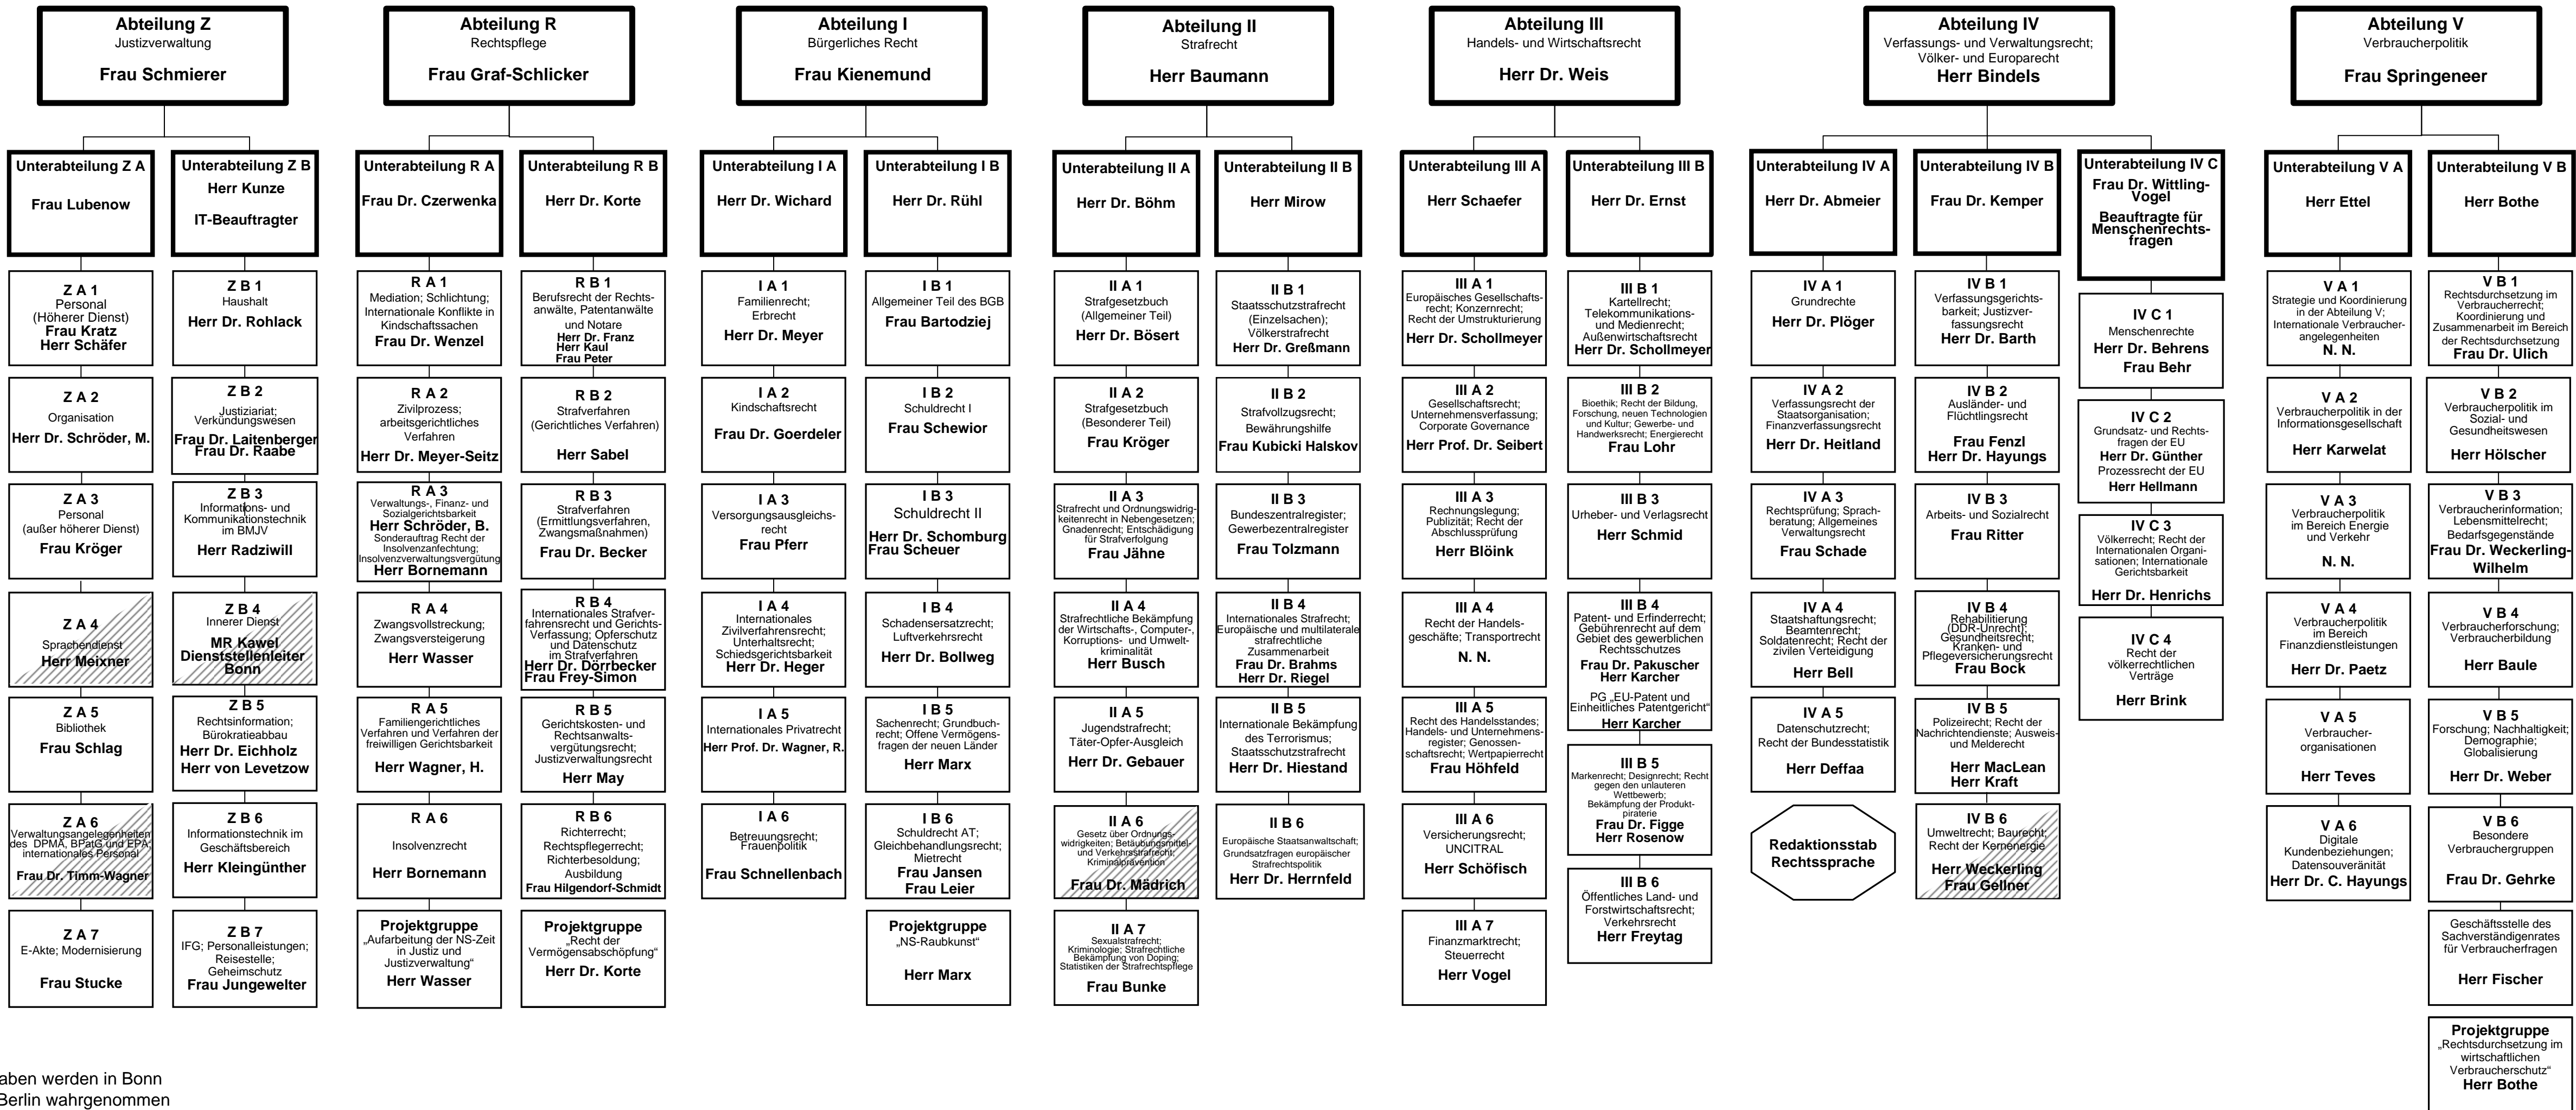 Abteilung Z
Justizverwaltung
Frau Schmierer
Unterabteilung Z A
Frau Lubenow
Z A 1
Personal
(Höherer Dienst)
Frau Kratz
Herr Schäfer
Z A 2
Organisation
Herr Dr. Schröder, M.
Z A 3
Personal
(außer höherer Dienst)
Frau Kröger
Z A 4
Sprachendienst
Herr Meixner
Z A 5
Bibliothek
Frau Schlag
Z A 6
Verwaltungsangelegenheiten
des DPMA, BPatG und EPA;
internationales Personal
Frau Dr. Timm-Wagner
Z A 7
E-Akte; Modernisierung
Frau Stucke
Unterabteilung Z B
Herr Kunze
IT-Beauftragter
Z B 1
Haushalt
Herr Dr. Rohlack
Z B 2
Justiziariat;
Verkündungswesen
Frau Dr. Laitenberger
Frau Dr. Raabe
Z B 3
Informations- und
Kommunikationstechnik
im BMJV
Herr Radziwill
Z B 4
Innerer Dienst
MR Kawel
Dienststellenleiter
Bonn
Z B 5
Rechtsinformation;
Bürokratieabbau
Herr Dr. Eichholz
Herr von Levetzow
Z B 6
Informationstechnik im
Geschäftsbereich
Herr Kleingünther
Z B 7
IFG; Personalleistungen;
Reisestelle;
Geheimschutz
Frau Jungewelter
Abteilung R
Rechtspflege
Frau Graf-Schlicker
Unterabteilung R A
Frau Dr. Czerwenka
R A 1
Mediation; Schlichtung;
Internationale Konflikte in
Kindschaftssachen
Frau Dr. Wenzel
R A 2
Zivilprozess;
arbeitsgerichtliches
Verfahren
Herr Dr. Meyer-Seitz
R A 3
Verwaltungs-, Finanz- und
Sozialgerichtsbarkeit
Herr Schröder, B.
Sonderauftrag Recht der
Insolvenzanfechtung;
Insolvenzverwaltungsvergütung
Herr Bornemann
R A 4
Zwangsvollstreckung;
Zwangsversteigerung
Herr Wasser
R A 5
Familiengerichtliches
Verfahren und Verfahren der
freiwilligen Gerichtsbarkeit
Herr Wagner, H.
R A 6
Insolvenzrecht
Herr Bornemann
Projektgruppe
„Aufarbeitung der NS-Zeit
in Justiz und
Justizverwaltung“
Herr Wasser
Unterabteilung R B
Herr Dr. Korte
R B 1
Berufsrecht der Rechts-
anwälte, Patentanwälte
und Notare
Herr Dr. Franz
Herr Kaul
Frau Peter
R B 2
Strafverfahren
(Gerichtliches Verfahren)
Herr Sabel
R B 3
Strafverfahren
(Ermittlungsverfahren,
Zwangsmaßnahmen)
Frau Dr. Becker
R B 4
Internationales Strafver-
fahrensrecht und Gerichts-
Verfassung; Opferschutz
und Datenschutz
im Strafverfahren
Herr Dr. Dörrbecker
Frau Frey-Simon
R B 5
Gerichtskosten- und
Rechtsanwalts-
vergütungsrecht;
Justizverwaltungsrecht
Herr May
R B 6
Richterrecht;
Rechtspflegerrecht;
Richterbesoldung;
Ausbildung
Frau Hilgendorf-Schmidt
Projektgruppe
„Recht der
Vermögensabschöpfung“
Herr Dr. Korte
Abteilung I
Bürgerliches Recht
Frau Kienemund
Unterabteilung I A
Herr Dr. Wichard
I A 1
Familienrecht;
Erbrecht
Herr Dr. Meyer
I A 2
Kindschaftsrecht
Frau Dr. Goerdeler
I A 3
Versorgungsausgleichs-
recht
Frau Pferr
I A 4
Internationales
Zivilverfahrensrecht;
Unterhaltsrecht;
Schiedsgerichtsbarkeit
Herr Dr. Heger
I A 5
Internationales Privatrecht
Herr Prof. Dr. Wagner, R.
I A 6
Betreuungsrecht;
Frauenpolitik
Frau Schnellenbach
Unterabteilung I B
Herr Dr. Rühl
I B 1
Allgemeiner Teil des BGB
Frau Bartodziej
I B 2
Schuldrecht I
Frau Schewior
I B 3
Schuldrecht II
Herr Dr. Schomburg
Frau Scheuer
I B 4
Schadensersatzrecht;
Luftverkehrsrecht
Herr Dr. Bollweg
I B 5
Sachenrecht; Grundbuch-
recht; Offene Vermögens-
fragen der neuen Länder
Herr Marx
I B 6
Schuldrecht AT;
Gleichbehandlungsrecht;
Mietrecht
Frau Jansen
Frau Leier
Projektgruppe
„NS-Raubkunst“
Herr Marx
Abteilung II
Strafrecht
Herr Baumann
Unterabteilung II A
Herr Dr. Böhm
II A 1
Strafgesetzbuch
(Allgemeiner Teil)
Herr Dr. Bösert
II A 2
Strafgesetzbuch
(Besonderer Teil)
Frau Kröger
II A 3
Strafrecht und Ordnungswidrig-
keitenrecht in Nebengesetzen;
Gnadenrecht; Entschädigung
für Strafverfolgung
Frau Jähne
II A 4
Strafrechtliche Bekämpfung
der Wirtschafts-, Computer-,
Korruptions- und Umwelt-
kriminalität
Herr Busch
II A 5
Jugendstrafrecht;
Täter-Opfer-Ausgleich
Herr Dr. Gebauer
II A 6
Gesetz über Ordnungs-
widrigkeiten; Betäubungsmittel-
und Verkehrsstrafrecht;
Kriminalprävention
Frau Dr. Mädrich
II A 7
Sexualstrafrecht;
Kriminologie; Strafrechtliche
Bekämpfung von Doping;
Statistiken der Strafrechtspflege
Frau Bunke
Unterabteilung II B
Herr Mirow
II B 1
Staatsschutzstrafrecht
(Einzelsachen);
Völkerstrafrecht
Herr Dr. Greßmann
II B 2
Strafvollzugsrecht;
Bewährungshilfe
Frau Kubicki Halskov
II B 3
Bundeszentralregister;
Gewerbezentralregister
Frau Tolzmann
II B 4
Internationales Strafrecht;
Europäische und multilaterale
strafrechtliche
Zusammenarbeit
Frau Dr. Brahms
Herr Dr. Riegel
II B 5
Internationale Bekämpfung
des Terrorismus;
Staatsschutzstrafrecht
Herr Dr. Hiestand
II B 6
Europäische Staatsanwaltschaft;
Grundsatzfragen europäischer
Strafrechtspolitik
Herr Dr. Herrnfeld
Abteilung III
Handels- und Wirtschaftsrecht
Herr Dr. Weis
Unterabteilung III A
Herr Schaefer
III A 1
Europäisches Gesellschafts-
recht; Konzernrecht;
Recht der Umstrukturierung
Herr Dr. Schollmeyer
III A 2
Gesellschaftsrecht;
Unternehmensverfassung;
Corporate Governance
Herr Prof. Dr. Seibert
III A 3
Rechnungslegung;
Publizität; Recht der
Abschlussprüfung
Herr Blöink
III A 4
Recht der Handels-
geschäfte; Transportrecht
N. N.
III A 5
Recht des Handelsstandes;
Handels- und Unternehmens-
register; Genossen-
schaftsrecht; Wertpapierrecht
Frau Höhfeld
III A 6
Versicherungsrecht;
UNCITRAL
Herr Schöfisch
III A 7
Finanzmarktrecht;
Steuerrecht
Herr Vogel
Unterabteilung III B
Herr Dr. Ernst
III B 1
Kartellrecht;
Telekommunikations-
und Medienrecht;
Außenwirtschaftsrecht
Herr Dr. Schollmeyer
III B 2
Bioethik; Recht der Bildung,
Forschung, neuen Technologien
und Kultur; Gewerbe- und
Handwerksrecht; Energierecht
Frau Lohr
III B 3
Urheber- und Verlagsrecht
Herr Schmid
III B 4
Patent- und Erfinderrecht;
Gebührenrecht auf dem
Gebiet des gewerblichen
Rechtsschutzes
Frau Dr. Pakuscher
Herr Karcher
PG „EU-Patent und
Einheitliches Patentgericht“
Herr Karcher
III B 5
Markenrecht; Designrecht; Recht
gegen den unlauteren
Wettbewerb;
Bekämpfung der Produkt-
piraterie
Frau Dr. Figge
Herr Rosenow
III B 6
Öffentliches Land- und
Forstwirtschaftsrecht;
Verkehrsrecht
Herr Freytag
Abteilung IV
Verfassungs- und Verwaltungsrecht;
Völker- und Europarecht
Herr Bindels
Unterabteilung IV A
Herr Dr. Abmeier
IV A 1
Grundrechte
Herr Dr. Plöger
IV A 2
Verfassungsrecht der
Staatsorganisation;
Finanzverfassungsrecht
Herr Dr. Heitland
IV A 3
Rechtsprüfung; Sprach-
beratung; Allgemeines
Verwaltungsrecht
Frau Schade
IV A 4
Staatshaftungsrecht;
Beamtenrecht;
Soldatenrecht; Recht der
zivilen Verteidigung
Herr Bell
IV A 5
Datenschutzrecht;
Recht der Bundesstatistik
Herr Deffaa
Redaktionsstab
Rechtssprache
Unterabteilung IV B
Frau Dr. Kemper
IV B 1
Verfassungsgerichts-
barkeit; Justizver-
fassungsrecht
Herr Dr. Barth
IV B 2
Ausländer- und
Flüchtlingsrecht
Frau Fenzl
Herr Dr. Hayungs
IV B 3
Arbeits- und Sozialrecht
Frau Ritter
IV B 4
Rehabilitierung
(DDR-Unrecht);
Gesundheitsrecht;
Kranken- und
Pflegeversicherungsrecht
Frau Bock
IV B 5
Polizeirecht; Recht der
Nachrichtendienste; Ausweis-
und Melderecht
Herr MacLean
Herr Kraft
IV B 6
Umweltrecht; Baurecht;
Recht der Kernenergie
Herr Weckerling
Frau Gellner
Unterabteilung IV C
Frau Dr. Wittling-
Vogel
Beauftragte für
Menschenrechts-
fragen
IV C 1
Menschenrechte
Herr Dr. Behrens
Frau Behr
IV C 2
Grundsatz- und Rechts-
fragen der EU
Herr Dr. Günther
Prozessrecht der EU
Herr Hellmann
IV C 3
Völkerrecht; Recht der
Internationalen Organi-
sationen; Internationale
Gerichtsbarkeit
Herr Dr. Henrichs
IV C 4
Recht der
völkerrechtlichen
Verträge
Herr Brink
Abteilung V
Verbraucherpolitik
Frau Springeneer
Unterabteilung V A
Herr Ettel
V A 1
Strategie und Koordinierung
in der Abteilung V;
Internationale Verbraucher-
angelegenheiten
N. N.
V A 2
Verbraucherpolitik in der
Informationsgesellschaft
Herr Karwelat
V A 3
Verbraucherpolitik
im Bereich Energie
und Verkehr
N. N.
V A 4
Verbraucherpolitik
im Bereich
Finanzdienstleistungen
Herr Dr. Paetz
V A 5
Verbraucher-
organisationen
Herr Teves
V A 6
Digitale
Kundenbeziehungen;
Datensouveränität
Herr Dr. C. Hayungs
Unterabteilung V B
Herr Bothe
V B 1
Rechtsdurchsetzung im
Verbraucherrecht;
Koordinierung und
Zusammenarbeit im Bereich
der Rechtsdurchsetzung
Frau Dr. Ulich
V B 2
Verbraucherpolitik im
Sozial- und
Gesundheitswesen
Herr Hölscher
V B 3
Verbraucherinformation;
Lebensmittelrecht;
Bedarfsgegenstände
Frau Dr. Weckerling-
Wilhelm
V B 4
Verbraucherforschung;
Verbraucherbildung
Herr Baule
V B 5
Forschung; Nachhaltigkeit;
Demographie;
Globalisierung
Herr Dr. Weber
V B 6
Besondere
Verbrauchergruppen
Frau Dr. Gehrke
Geschäftsstelle des
Sachverständigenrates
für Verbraucherfragen
Herr Fischer
Projektgruppe
„Rechtsdurchsetzung im
wirtschaftlichen
Verbraucherschutz“
Herr Bothe
aben werden in Bonn
Berlin wahrgenommen